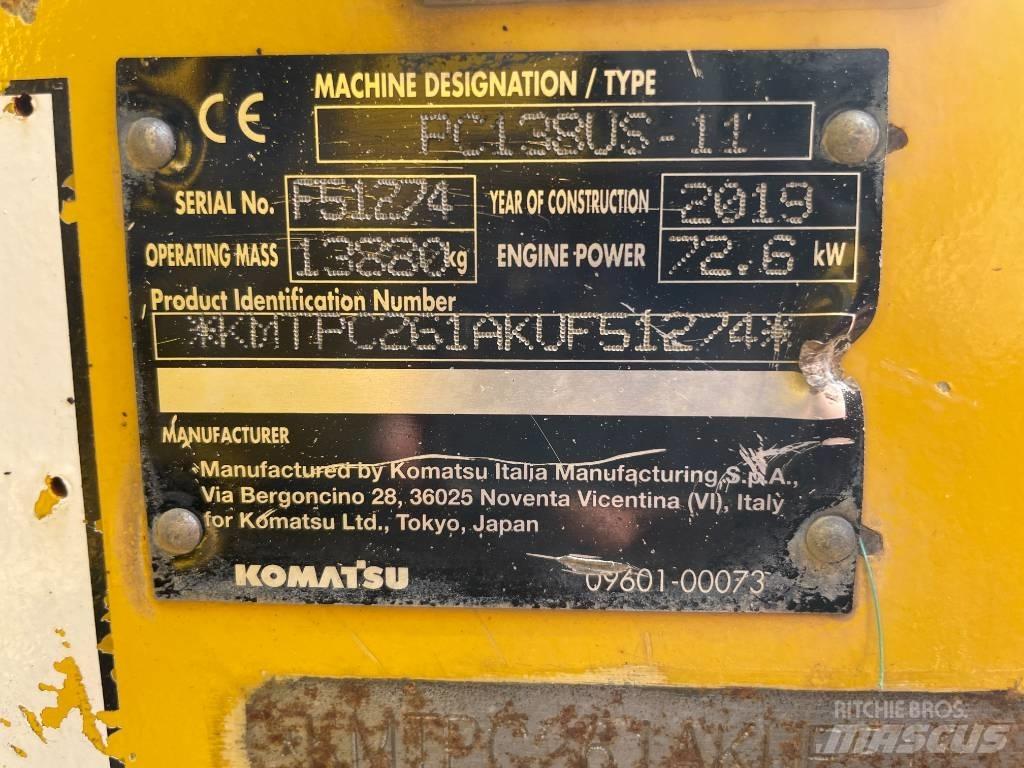 CE
MACHINE DESIGNATION / TYPE
PC138US-11
SERIAL No. F51274 YEAR OF CONSTRUCTION 2019
OPERATING MASS 13880kg ENGINE POWER 72.6 kW
Product Identification Number
*KMTPC261AKVF51274*
MANUFACTURER
Manufactured by Komatsu Italia Manufacturing S.p.A.,
Via Bergoncino 28, 36025 Noventa Vicentina (VI), Italy
for Komatsu Ltd., Tokyo, Japan
KOMATSU 09601-00073
RITCHIE BROS.
MASCUS